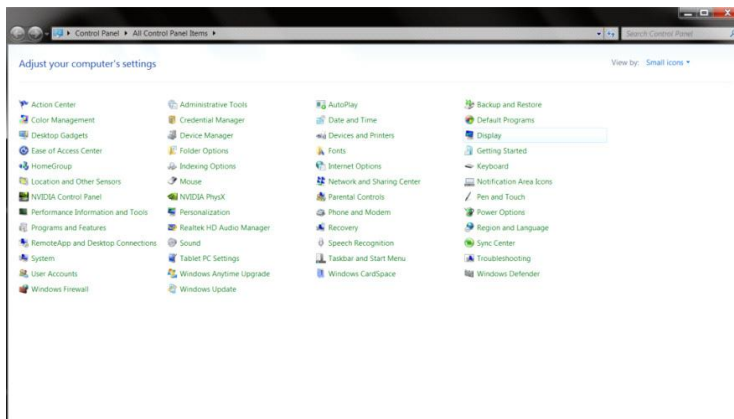 Control Panel ▸ All Control Panel Items ▸
Search Control Panel
Adjust your computer's settings
View by: Small icons
Action Center
Administrative Tools
AutoPlay
Backup and Restore
Color Management
Credential Manager
Date and Time
Default Programs
Desktop Gadgets
Device Manager
Devices and Printers
Display
Ease of Access Center
Folder Options
Fonts
Getting Started
HomeGroup
Indexing Options
Internet Options
Keyboard
Location and Other Sensors
Mouse
Network and Sharing Center
Notification Area Icons
NVIDIA Control Panel
NVIDIA PhysX
Parental Controls
Pen and Touch
Performance Information and Tools
Personalization
Phone and Modem
Power Options
Programs and Features
Realtek HD Audio Manager
Recovery
Region and Language
RemoteApp and Desktop Connections
Sound
Speech Recognition
Sync Center
System
Tablet PC Settings
Taskbar and Start Menu
Troubleshooting
User Accounts
Windows Anytime Upgrade
Windows CardSpace
Windows Defender
Windows Firewall
Windows Update